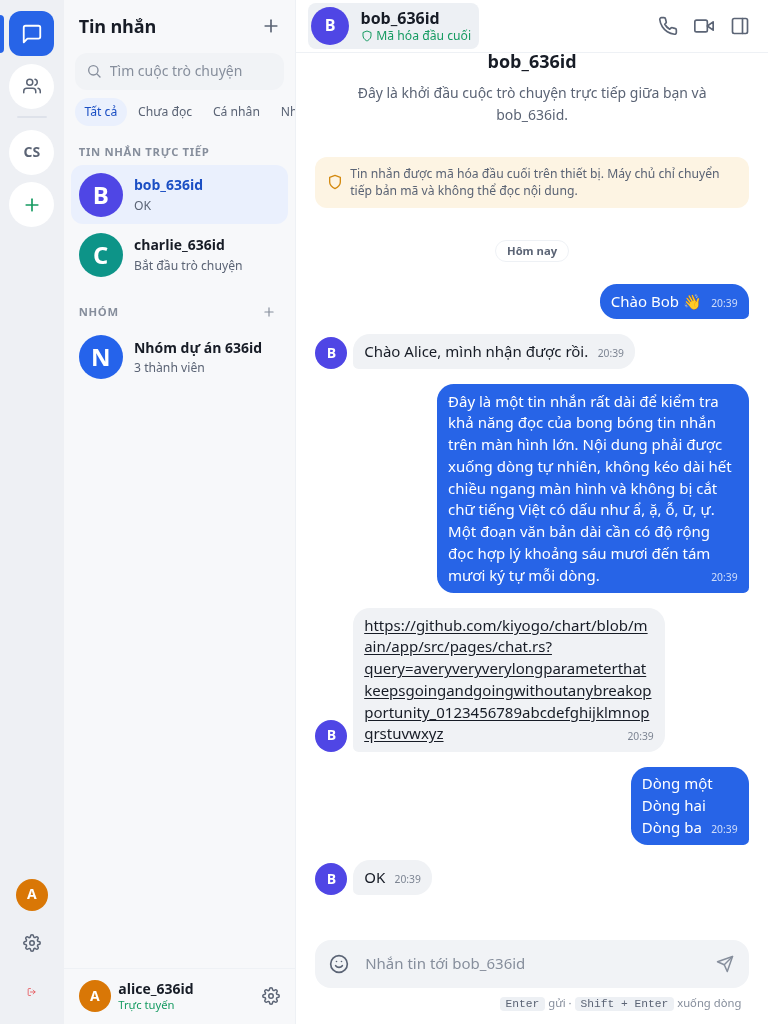 Tin nhắn
Tìm cuộc trò chuyện
Tất cả
Chưa đọc
Cá nhân
Nh
TIN NHẮN TRỰC TIẾP
B
bob_636id
OK
C
charlie_636id
Bắt đầu trò chuyện
NHÓM
N
Nhóm dự án 636id
3 thành viên
CS
A
A
alice_636id
Trực tuyến
B
bob_636id
Mã hóa đầu cuối
bob_636id
Đây là khởi đầu cuộc trò chuyện trực tiếp giữa bạn và
bob_636id.
Tin nhắn được mã hóa đầu cuối trên thiết bị. Máy chủ chỉ chuyển
tiếp bản mã và không thể đọc nội dung.
Hôm nay
Chào Bob 👋 20:39
B
Chào Alice, mình nhận được rồi. 20:39
Đây là một tin nhắn rất dài để kiểm tra
khả năng đọc của bong bóng tin nhắn
trên màn hình lớn. Nội dung phải được
xuống dòng tự nhiên, không kéo dài hết
chiều ngang màn hình và không bị cắt
chữ tiếng Việt có dấu như ẩ, ặ, ỗ, ữ, ự.
Một đoạn văn bản dài cần có độ rộng
đọc hợp lý khoảng sáu mươi đến tám
mươi ký tự mỗi dòng. 20:39
https://github.com/kiyogo/chart/blob/m
ain/app/src/pages/chat.rs?
query=averyveryverylongparameterthat
keepsgoingandgoingwithoutanybreakop
portunity_0123456789abcdefghijklmnop
qrstuvwxyz 20:39
B
Dòng một
Dòng hai
Dòng ba 20:39
B
OK 20:39
Nhắn tin tới bob_636id
Enter gửi · Shift + Enter xuống dòng